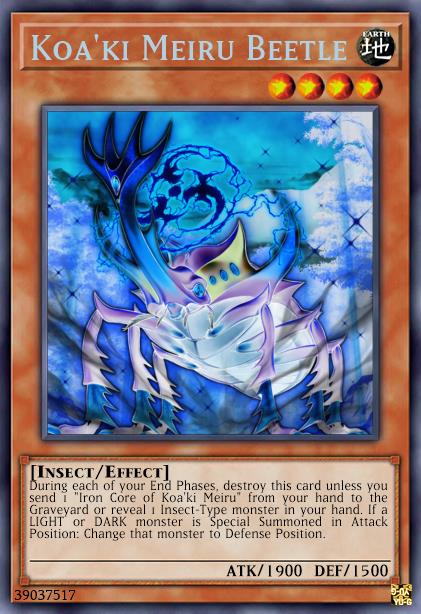 Koa'ki Meiru Beetle
EARTH
地
[Insect/Effect]
During each of your End Phases, destroy this card unless you
send 1 "Iron Core of Koa'ki Meiru" from your hand to the
Graveyard or reveal 1 Insect-Type monster in your hand. If a
LIGHT or DARK monster is Special Summoned in Attack
Position: Change that monster to Defense Position.
ATK/1900 DEF/1500
39037517